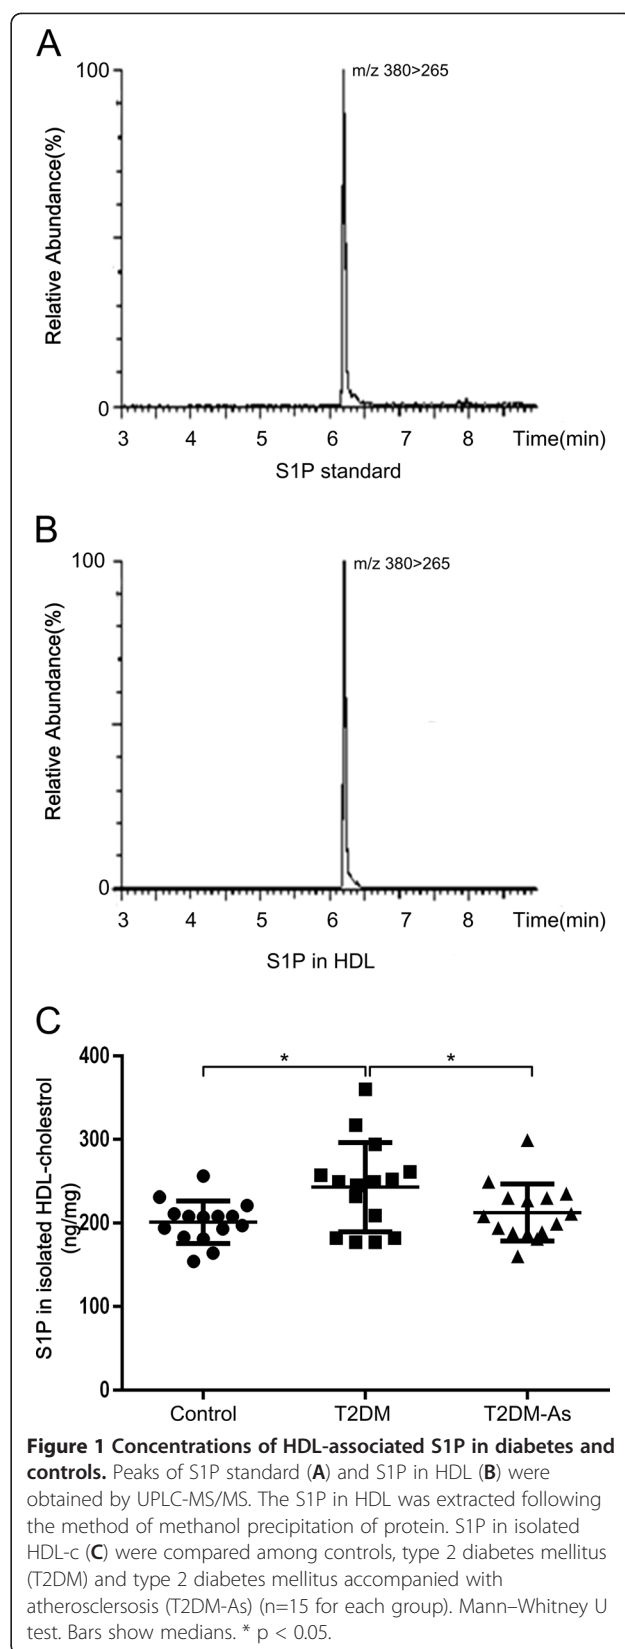 A
100
m/z 380>265
Relative Abundance(%)
0
3 4 5 6 7 8 Time(min)
S1P standard
B
100
m/z 380>265
Relative Abundance(%)
0
3 4 5 6 7 8 Time(min)
S1P in HDL
C
400
300
200
100
0
* *
S1P in isolated HDL-cholestrol
(ng/mg)
Control T2DM T2DM-As
Figure 1 Concentrations of HDL-associated S1P in diabetes and
controls. Peaks of S1P standard (A) and S1P in HDL (B) were
obtained by UPLC-MS/MS. The S1P in HDL was extracted following
the method of methanol precipitation of protein. S1P in isolated
HDL-c (C) were compared among controls, type 2 diabetes mellitus
(T2DM) and type 2 diabetes mellitus accompanied with
atherosclersosis (T2DM-As) (n=15 for each group). Mann–Whitney U
test. Bars show medians. * p < 0.05.